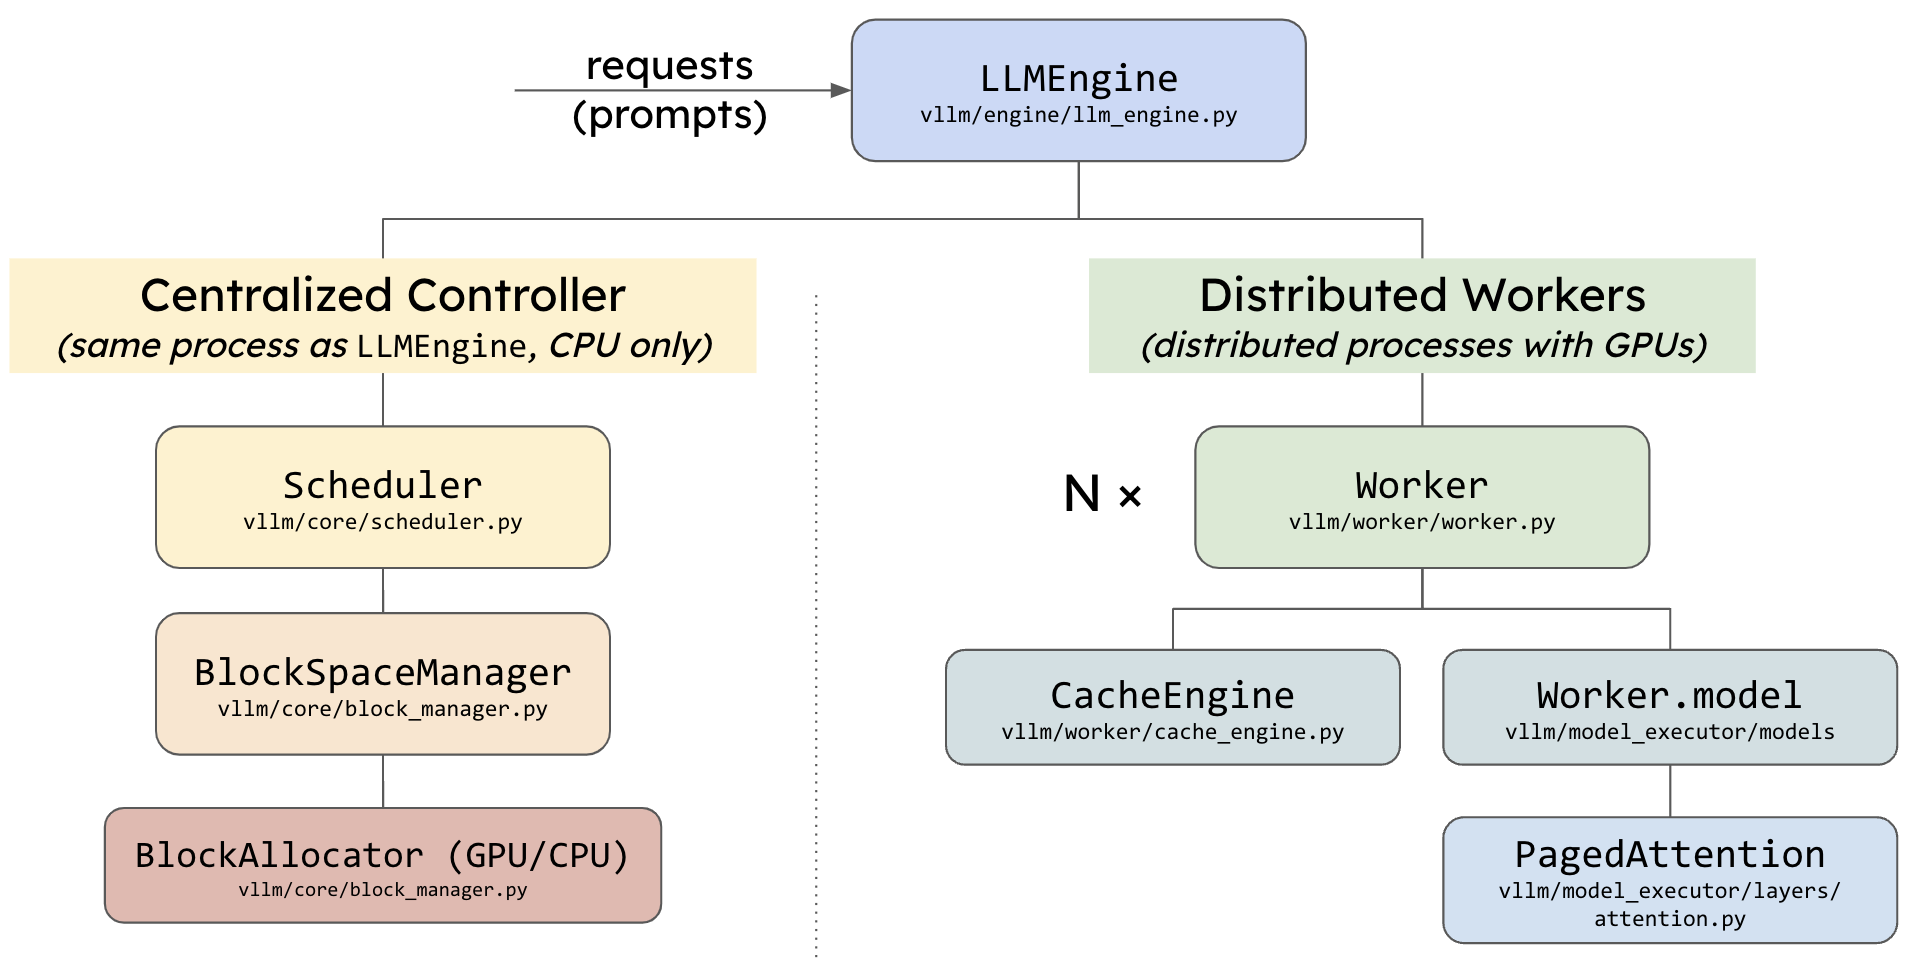 requests
(prompts)
LLMEngine
vllm/engine/llm_engine.py
Centralized Controller
(same process as LLMEngine, CPU only)
Distributed Workers
(distributed processes with GPUs)
Scheduler
vllm/core/scheduler.py
N ×
Worker
vllm/worker/worker.py
BlockSpaceManager
vllm/core/block_manager.py
CacheEngine
vllm/worker/cache_engine.py
Worker.model
vllm/model_executor/models
BlockAllocator (GPU/CPU)
vllm/core/block_manager.py
PagedAttention
vllm/model_executor/layers/
attention.py